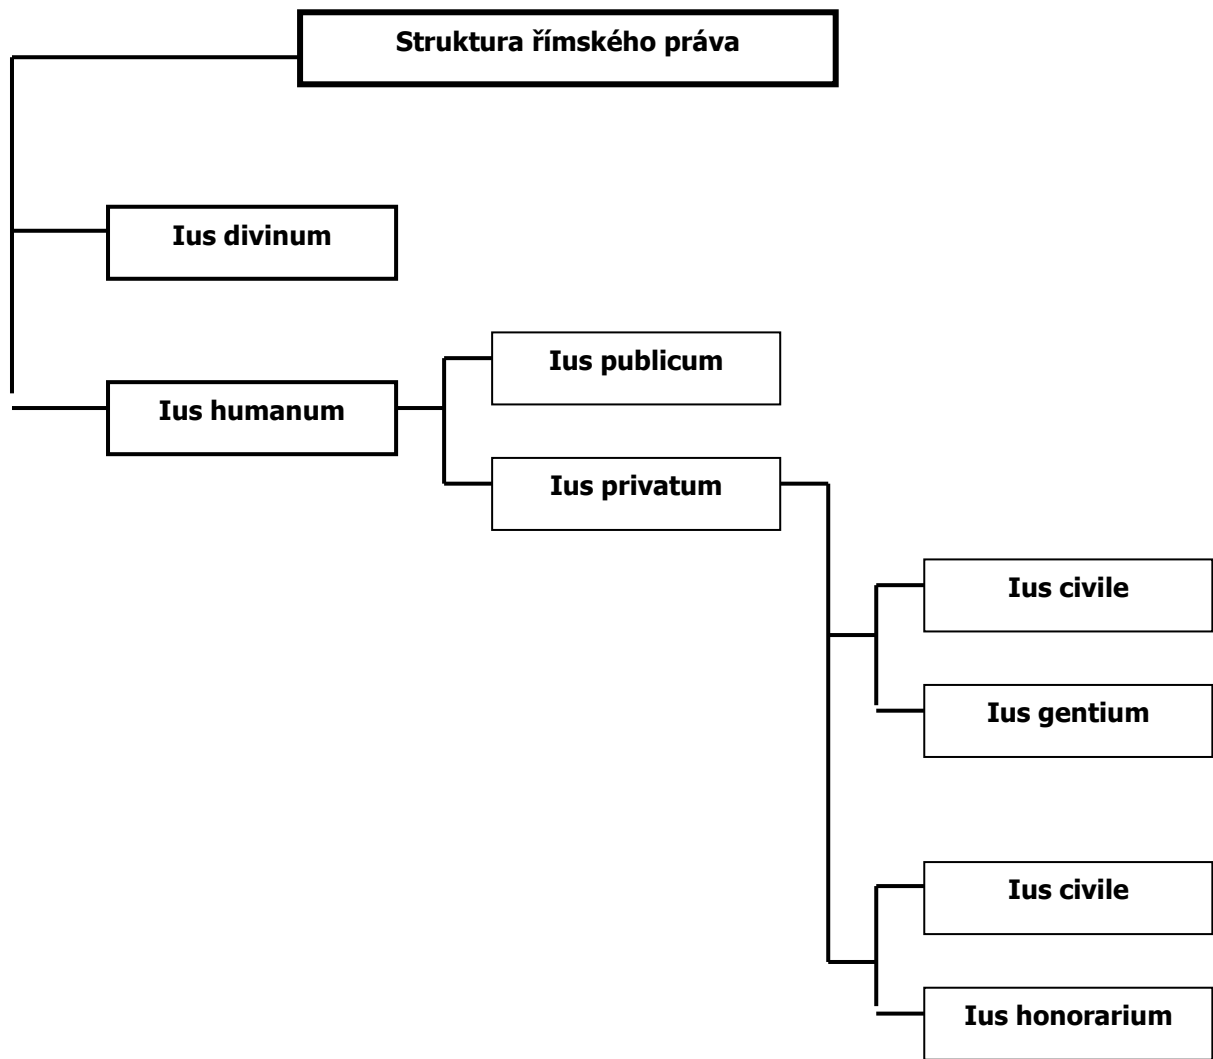 Struktura římského práva
Ius divinum
Ius humanum
Ius publicum
Ius privatum
Ius civile
Ius gentium
Ius civile
Ius honorarium